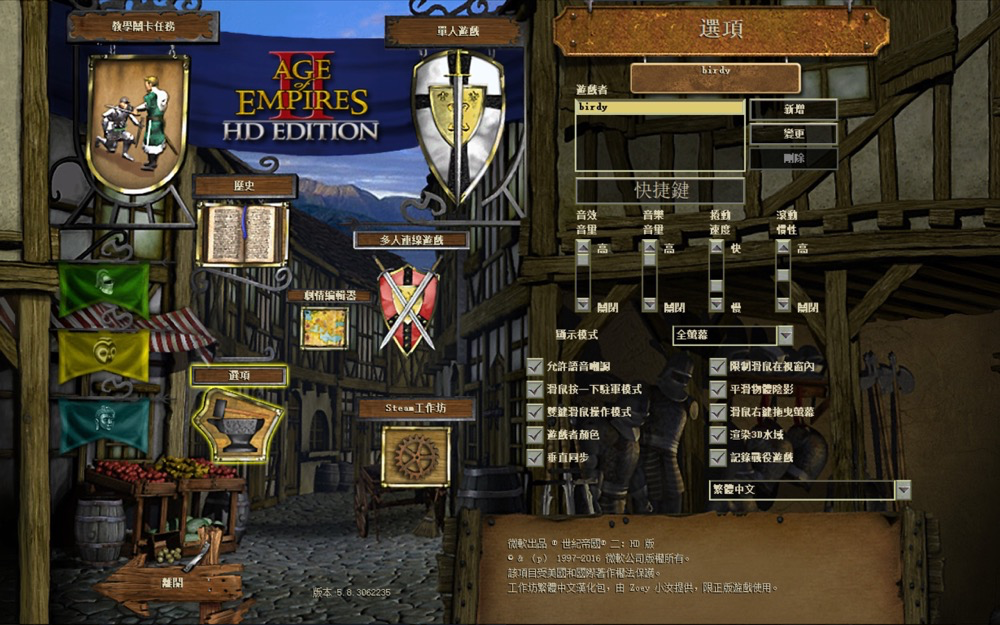 教學關卡任務
單人遊戲
AGE
of
EMPIRES
II
HD EDITION
歷史
多人連線遊戲
劇情編輯器
選項
Steam工作坊
離開
版本 5.8.3062235
選項
birdy
遊戲者
birdy
新增
變更
刪除
快捷鍵
音效
音量
高
關閉
音樂
音量
高
關閉
捲動
速度
快
慢
滾動
慣性
高
關閉
顯示模式
全螢幕
允許語音嘲諷
限制滑鼠在視窗內
滑鼠按一下駐軍模式
平滑物體陰影
雙鍵滑鼠操作模式
滑鼠右鍵拖曳螢幕
遊戲者顏色
渲染3D水域
垂直同步
記錄戰役遊戲
繁體中文
微軟出品 ® 世紀帝國® 二: HD 版
© & (p) 1997-2016 微軟公司版權所有。
該項目受美國和國際著作權法保護。
工作坊繁體中文漢化包，由 Zoey 小女提供，限正版遊戲使用。